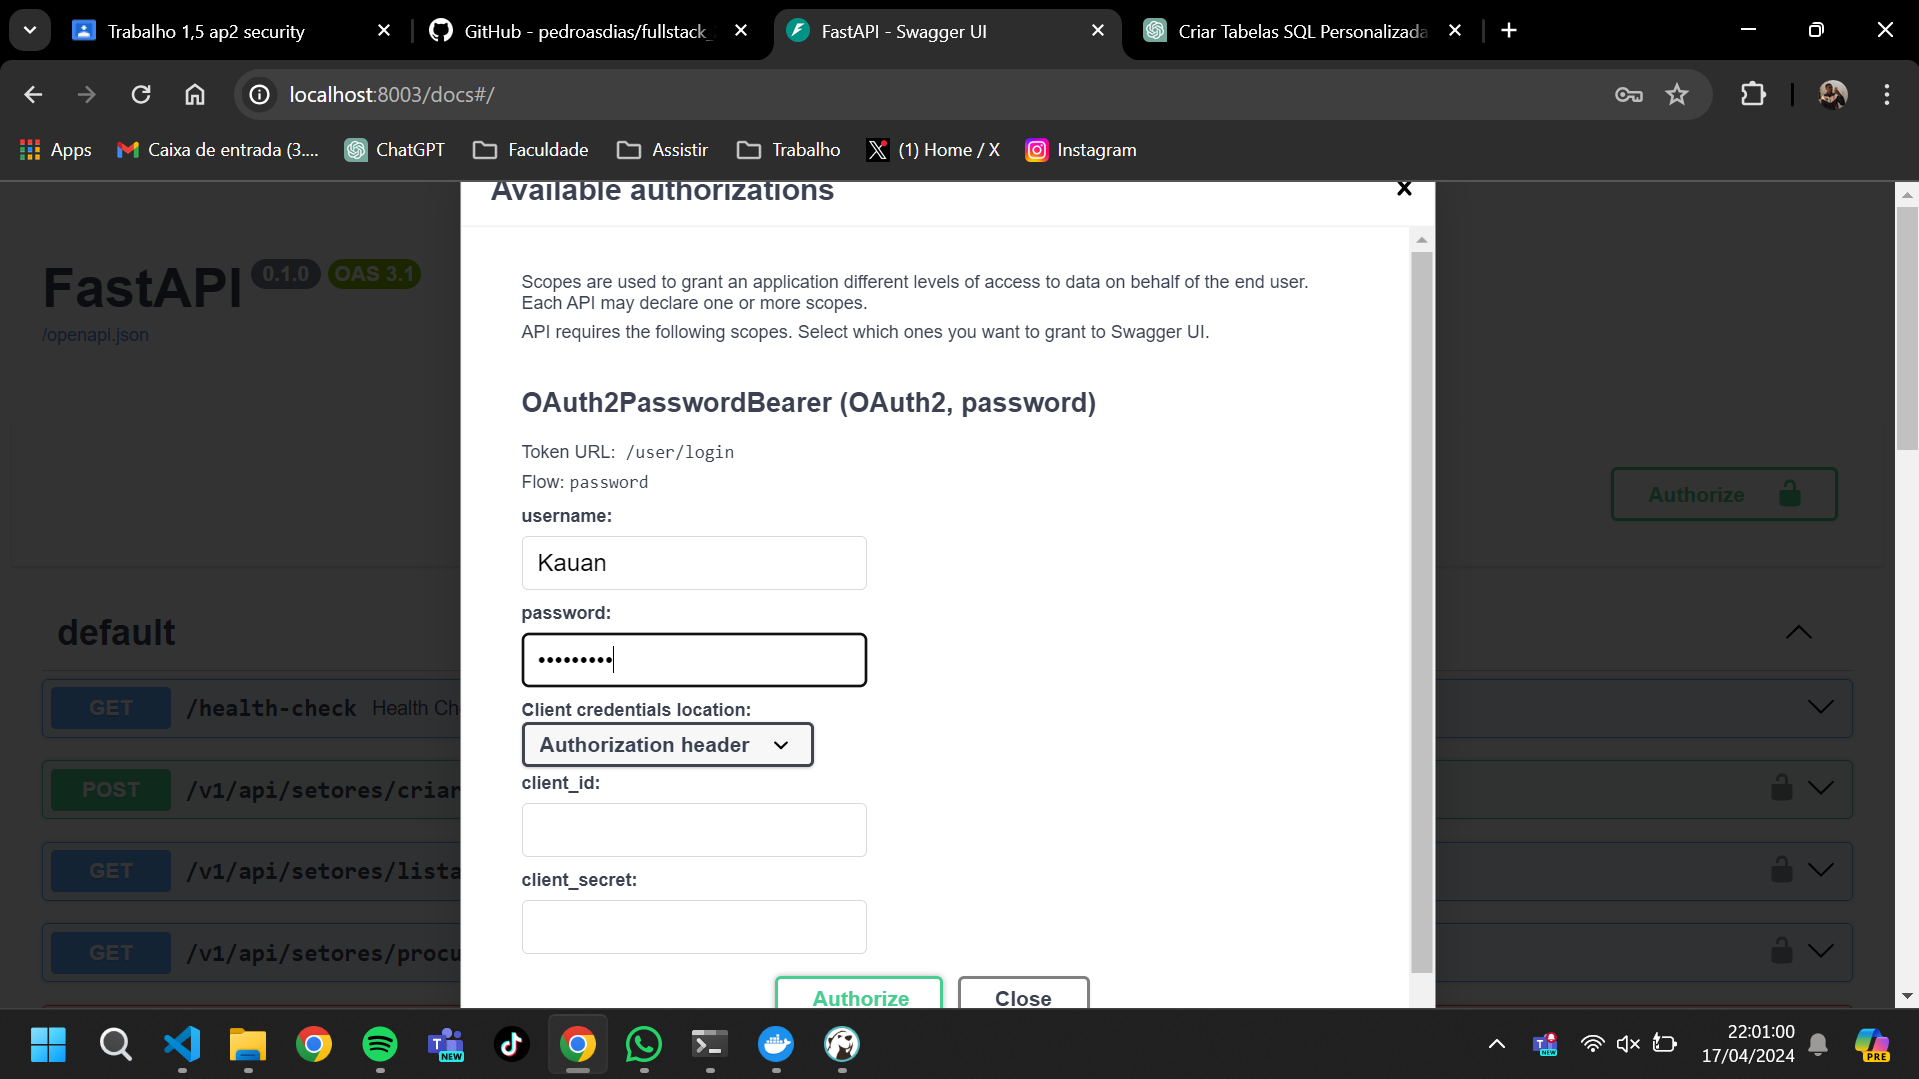 Trabalho 1,5 ap2 security
GitHub - pedroasdias/fullstack_
FastAPI - Swagger UI
Criar Tabelas SQL Personalizada
localhost:8003/docs#/
Apps
Caixa de entrada (3....
ChatGPT
Faculdade
Assistir
Trabalho
(1) Home / X
Instagram
Available authorizations
Scopes are used to grant an application different levels of access to data on behalf of the end user.
Each API may declare one or more scopes.
API requires the following scopes. Select which ones you want to grant to Swagger UI.
FastAPI 0.1.0 OAS 3.1
/openapi.json
OAuth2PasswordBearer (OAuth2, password)
Token URL: /user/login
Flow: password
Authorize
username:
Kauan
password:
•••••••••
Client credentials location:
Authorization header
client_id:
client_secret:
Authorize
Close
default
GET /health-check Health Ch
POST /v1/api/setores/criar
GET /v1/api/setores/lista
GET /v1/api/setores/procu
NEW
NEW
22:01:00
17/04/2024
PRE